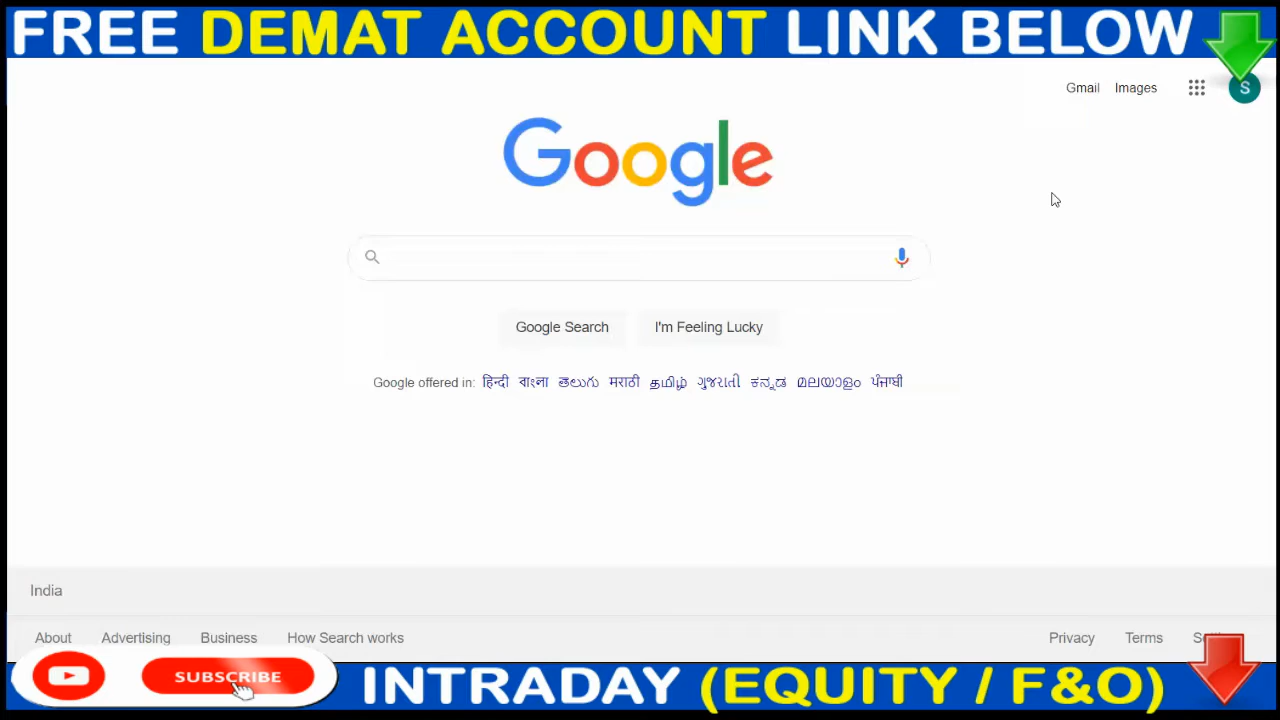 FREE DEMAT ACCOUNT LINK BELOW
Gmail Images S
Google
Google Search I'm Feeling Lucky
Google offered in: हिन्दी বাংলা తెలుగు मराठी தமிழ் ગુજરાતી ಕನ್ನಡ മലയാളം ਪੰਜਾਬੀ
India
About Advertising Business How Search works Privacy Terms
SUBSCRIBE
INTRADAY (EQUITY / F&O)